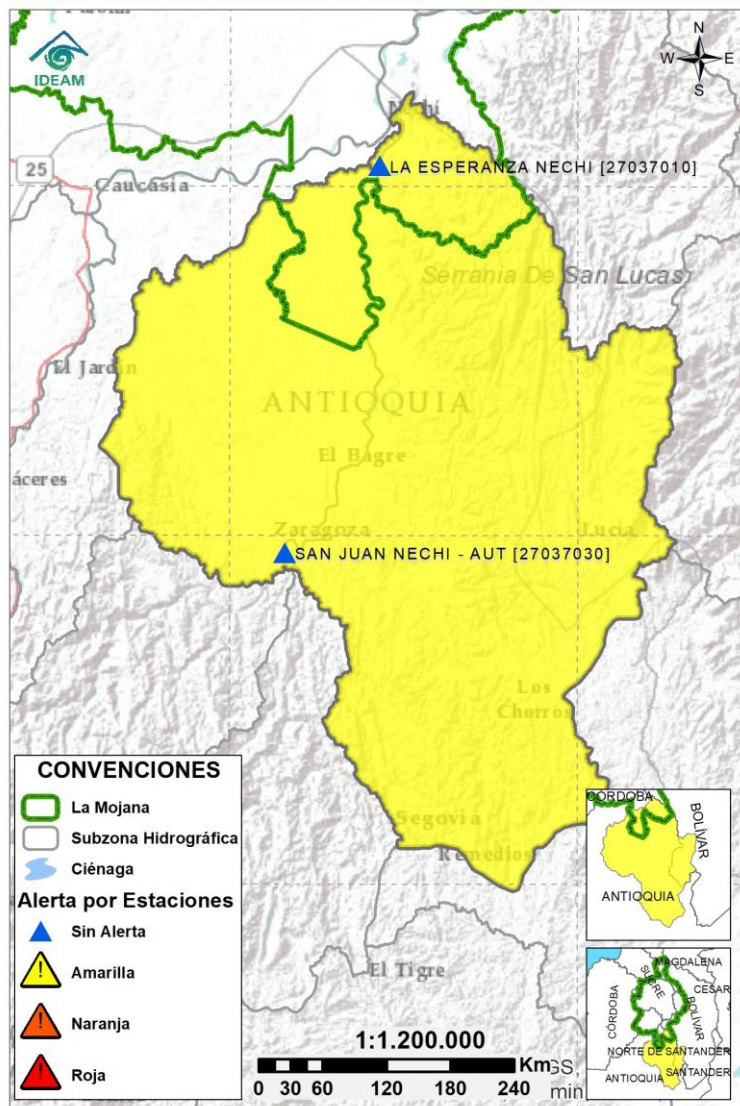 IDEAM
N
W E
S
Nechí
25
Caucasia
LA ESPERANZA NECHI [27037010]
Serranía De San Lucas
El Jardín
ANTIOQUIA
El Bagre
áceres
Zaragoza
Lucía
SAN JUAN NECHI - AUT [27037030]
Los
Chorros
Segovia
Remedios
El Tigre
CONVENCIONES
La Mojana
Subzona Hidrográfica
Ciénaga
Alerta por Estaciones
Sin Alerta
Amarilla
Naranja
Roja
1:1.200.000
Km
0 30 60 120 180 240
GS,
min
CÓRDOBA
BOLÍVAR
ANTIOQUIA
MAGDALENA
SUCRE
CESAR
CÓRDOBA
BOLÍVAR
NORTE DE SANTANDER
ANTIOQUIA
SANTANDER